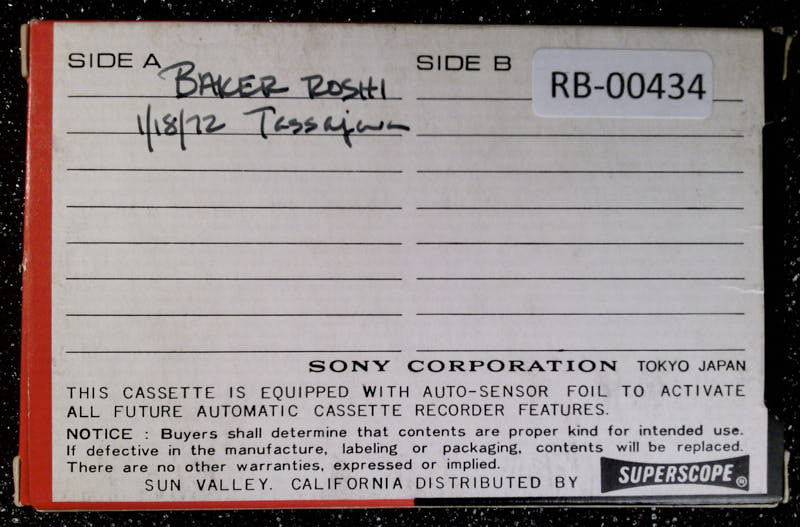 SIDE A
SIDE B
RB-00434
BAKER ROSHI
1/18/72 Tassajara
SONY CORPORATION TOKYO JAPAN
THIS CASSETTE IS EQUIPPED WITH AUTO-SENSOR FOIL TO ACTIVATE
ALL FUTURE AUTOMATIC CASSETTE RECORDER FEATURES.
NOTICE : Buyers shall determine that contents are proper kind for intended use.
If defective in the manufacture, labeling or packaging, contents will be replaced.
There are no other warranties, expressed or implied.
SUN VALLEY. CALIFORNIA DISTRIBUTED BY SUPERSCOPE®